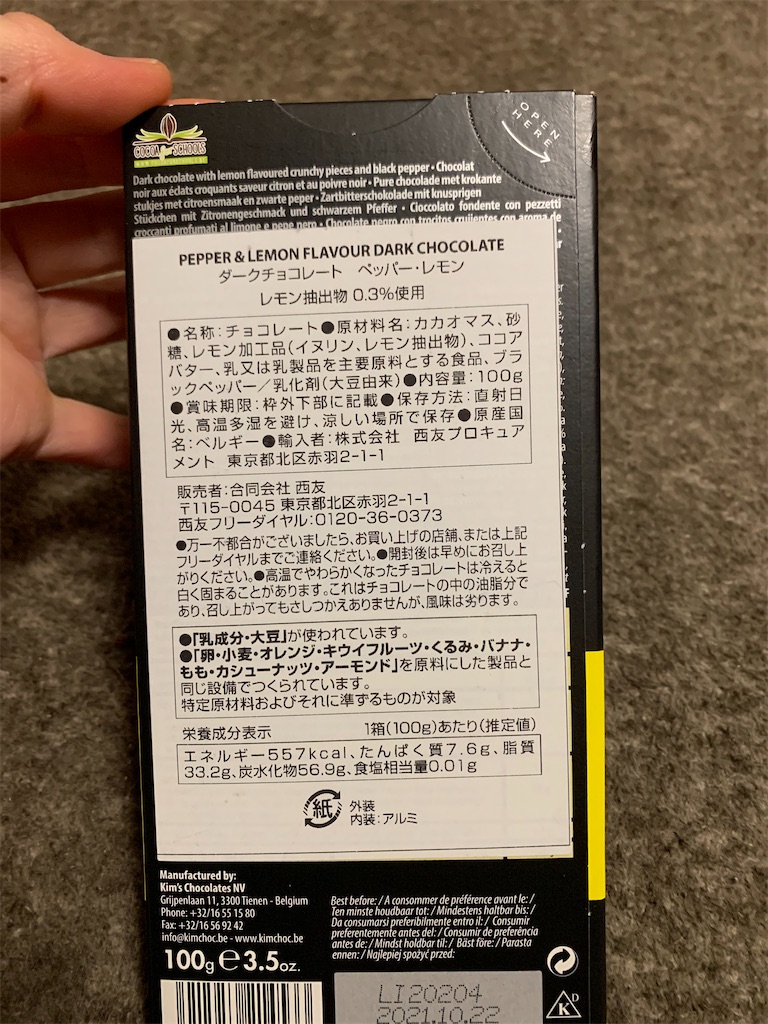 OPEN HERE
COCOA for SCHOOLS
Dark chocolate with lemon flavoured crunchy pieces and black pepper • Chocolat
noir aux éclats croquants saveur citron et au poivre noir • Pure chocolade met krokante
stukjes met citroensmaak en zwarte peper • Zartbitterschokolade mit knusprigen
Stückchen mit Zitronengeschmack und schwarzem Pfeffer • Cioccolato fondente con pezzetti
croccanti profumati al limone e pepe nero • Chocolate negro con trocitos crujientes con aroma de
PEPPER & LEMON FLAVOUR DARK CHOCOLATE
ダークチョコレート ペッパー・レモン
レモン抽出物 0.3%使用
●名称:チョコレート●原材料名:カカオマス、砂
糖、レモン加工品(イヌリン、レモン抽出物)、ココア
バター、乳又は乳製品を主要原料とする食品、ブラ
ックペッパー/乳化剤(大豆由来)●内容量:100g
●賞味期限:枠外下部に記載●保存方法:直射日
光、高温多湿を避け、涼しい場所で保存●原産国
名:ベルギー●輸入者:株式会社 西友プロキュア
メント 東京都北区赤羽2-1-1
販売者:合同会社 西友
〒115-0045 東京都北区赤羽2-1-1
西友フリーダイヤル:0120-36-0373
●万一不都合がございましたら、お買い上げの店舗、または上記
フリーダイヤルまでご連絡ください。●開封後は早めにお召し上
がりください。●高温でやわらかくなったチョコレートは冷えると
白く固まることがあります。これはチョコレートの中の油脂分で
あり、召し上がってもさしつかえありませんが、風味は劣ります。
●「乳成分・大豆」が使われています。
●「卵・小麦・オレンジ・キウイフルーツ・くるみ・バナナ・
もも・カシューナッツ・アーモンド」を原料にした製品と
同じ設備でつくられています。
特定原材料およびそれに準ずるものが対象
栄養成分表示 1箱(100g)あたり(推定値)
エネルギー557kcal、たんぱく質7.6g、脂質
33.2g、炭水化物56.9g、食塩相当量0.01g
紙 外装
内装:アルミ
Manufactured by:
Kim's Chocolates NV
Grijpenlaan 11, 3300 Tienen - Belgium
Phone: +32/16 55 15 80
Fax: +32/16 56 92 42
info@kimchoc.be - www.kimchoc.be
100g e 3.5oz.
Best before: / A consommer de préférence avant le: /
Ten minste houdbaar tot: / Mindestens haltbar bis: /
Da consumarsi preferibilmente entro il: / Consumir
preferentemente antes del: / Consumir de preferência
antes de: / Mindst holdbar til: / Bäst före: / Parasta
ennen: / Najlepiej spożyć przed:
LI20204
2021.10.22
K D